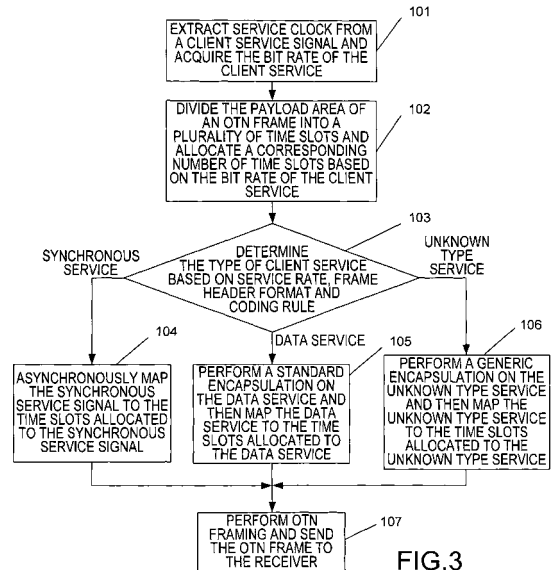 101
EXTRACT SERVICE CLOCK FROM
A CLIENT SERVICE SIGNAL AND
ACQUIRE THE BIT RATE OF THE
CLIENT SERVICE
102
DIVIDE THE PAYLOAD AREA OF
AN OTN FRAME INTO A
PLURALITY OF TIME SLOTS AND
ALLOCATE A CORRESPONDING
NUMBER OF TIME SLOTS BASED
ON THE BIT RATE OF THE CLIENT
SERVICE
103
SYNCHRONOUS
SERVICE
DETERMINE
THE TYPE OF CLIENT SERVICE
BASED ON SERVICE RATE, FRAME
HEADER FORMAT AND
CODING RULE
UNKNOWN
TYPE
SERVICE
DATA SERVICE
104
ASYNCHRONOUSLY MAP
THE SYNCHRONOUS
SERVICE SIGNAL TO THE
TIME SLOTS ALLOCATED
TO THE SYNCHRONOUS
SERVICE SIGNAL
105
PERFORM A STANDARD
ENCAPSULATION ON
THE DATA SERVICE AND
THEN MAP THE DATA
SERVICE TO THE TIME
SLOTS ALLOCATED TO
THE DATA SERVICE
106
PERFORM A GENERIC
ENCAPSULATION ON THE
UNKNOWN TYPE SERVICE
AND THEN MAP THE
UNKNOWN TYPE SERVICE
TO THE TIME SLOTS
ALLOCATED TO THE
UNKNOWN TYPE SERVICE
107
PERFORM OTN
FRAMING AND SEND
THE OTN FRAME TO
THE RECEIVER
FIG.3